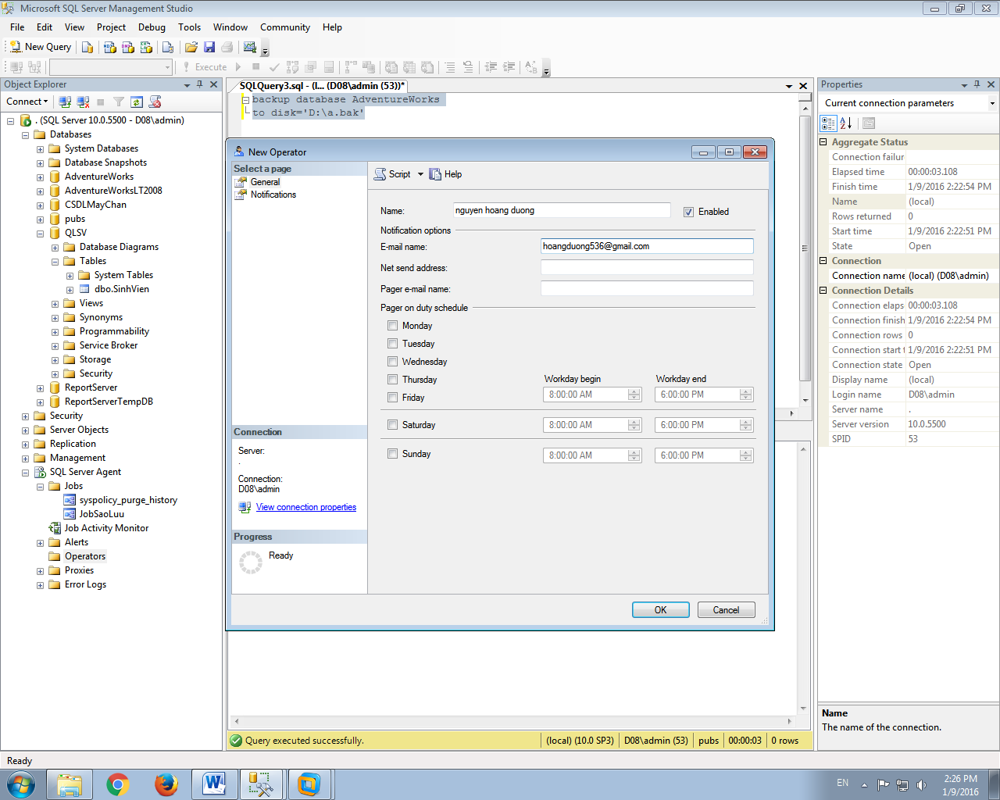 Microsoft SQL Server Management Studio
File Edit View Project Debug Tools Window Community Help
New Query
Execute
Object Explorer
Connect
. (SQL Server 10.0.5500 - D08\admin)
Databases
System Databases
Database Snapshots
AdventureWorks
AdventureWorksLT2008
CSDLMayChan
pubs
QLSV
Database Diagrams
Tables
System Tables
dbo.SinhVien
Views
Synonyms
Programmability
Service Broker
Storage
Security
ReportServer
ReportServerTempDB
Security
Server Objects
Replication
Management
SQL Server Agent
Jobs
syspolicy_purge_history
JobSaoLuu
Job Activity Monitor
Alerts
Operators
Proxies
Error Logs
SQLQuery3.sql - (l... (D08\admin (53))*
backup database AdventureWorks
to disk='D:\a.bak'
New Operator
Select a page
General
Notifications
Connection
Server:
.
Connection:
D08\admin
View connection properties
Progress
Ready
Script Help
Name: nguyen hoang duong Enabled
Notification options
E-mail name: hoangduong536@gmail.com
Net send address:
Pager e-mail name:
Pager on duty schedule
Monday
Tuesday
Wednesday
Thursday Workday begin Workday end
Friday 8:00:00 AM 6:00:00 PM
Saturday 8:00:00 AM 6:00:00 PM
Sunday 8:00:00 AM 6:00:00 PM
OK Cancel
Query executed successfully. (local) (10.0 SP3) D08\admin (53) pubs 00:00:03 0 rows
Properties
Current connection parameters
Aggregate Status
Connection failur
Elapsed time 00:00:03.108
Finish time 1/9/2016 2:22:54 PM
Name (local)
Rows returned 0
Start time 1/9/2016 2:22:51 PM
State Open
Connection
Connection name (local) (D08\admin)
Connection Details
Connection elaps 00:00:03.108
Connection finish 1/9/2016 2:22:54 PM
Connection rows 0
Connection start t 1/9/2016 2:22:51 PM
Connection state Open
Display name (local)
Login name D08\admin
Server name .
Server version 10.0.5500
SPID 53
Name
The name of the connection.
Ready
EN 2:26 PM
1/9/2016